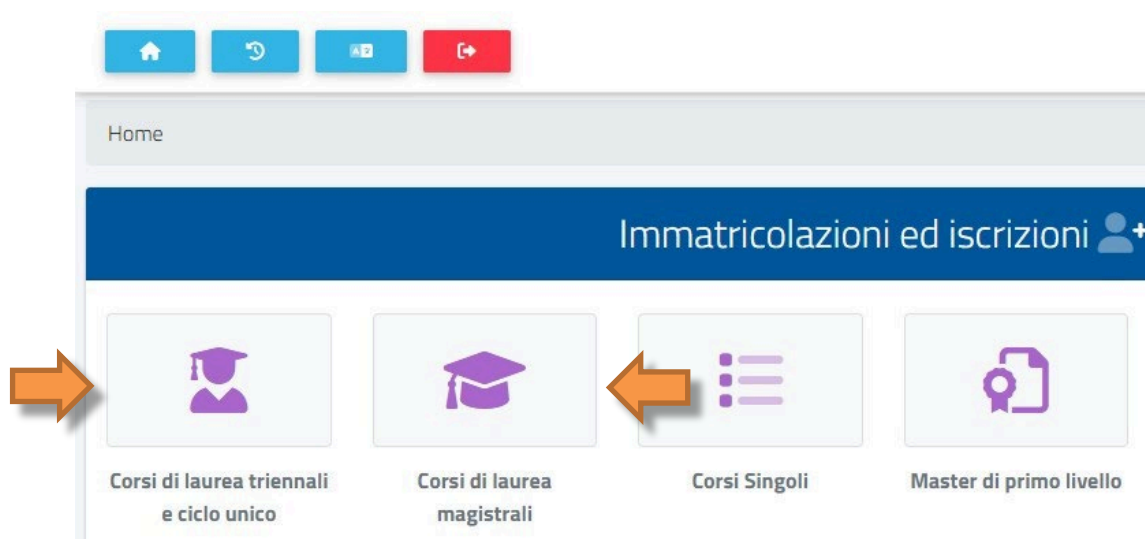 Home
Immatricolazioni ed iscrizioni
Corsi di laurea triennali
e ciclo unico
Corsi di laurea
magistrali
Corsi Singoli
Master di primo livello